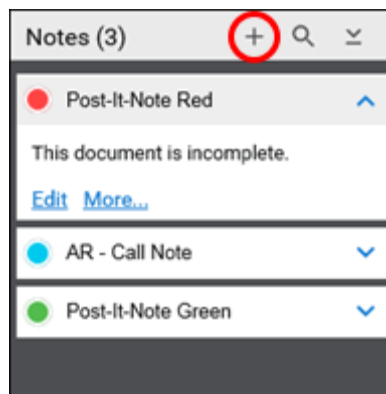 Notes (3)
Post-It-Note Red
This document is incomplete.
Edit More...
AR - Call Note
Post-It-Note Green